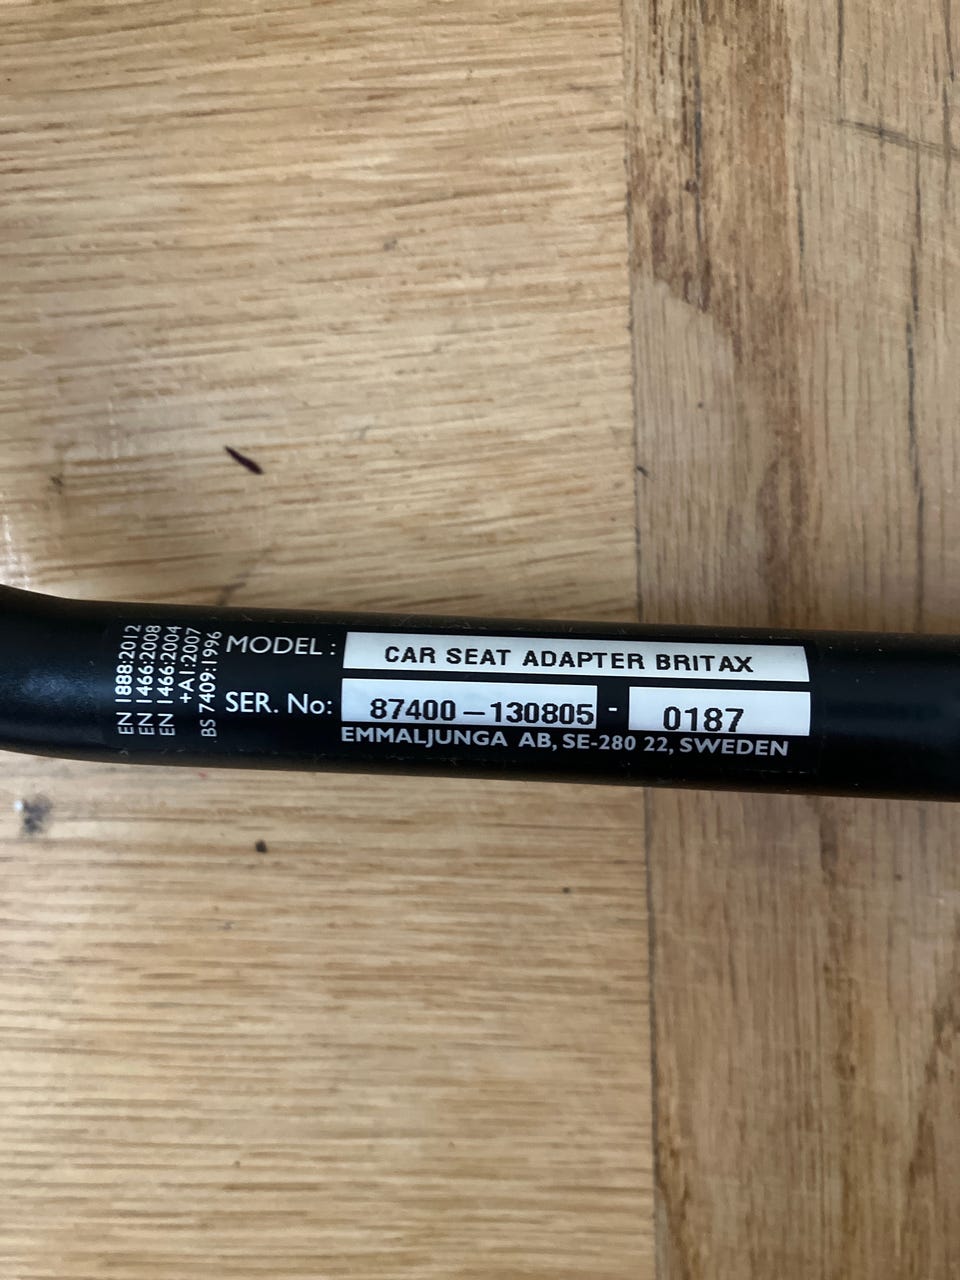 EN 1888:2012
EN 1466:2008
EN 1466:2004
+A1:2007
BS 7409:1996
MODEL : CAR SEAT ADAPTER BRITAX
SER. No: 87400-130805 - 0187
EMMALJUNGA AB, SE-280 22, SWEDEN